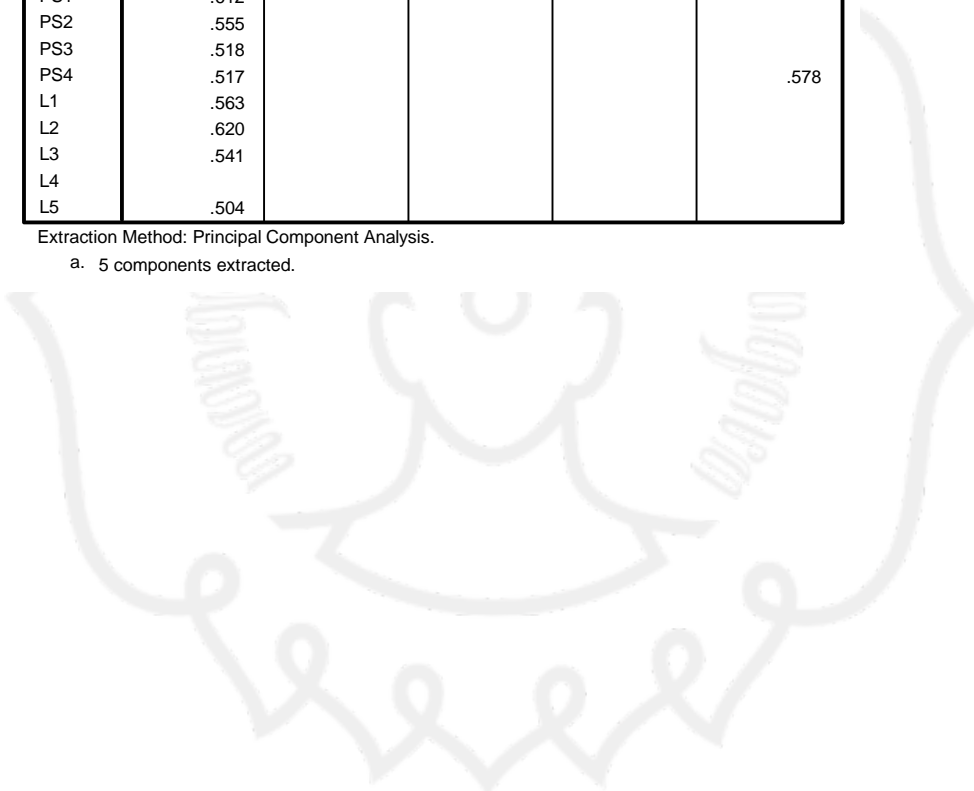 PS2 .555
PS3 .518
PS4 .517 .578
L1 .563
L2 .620
L3 .541
L4
L5 .504
Extraction Method: Principal Component Analysis.
a. 5 components extracted.